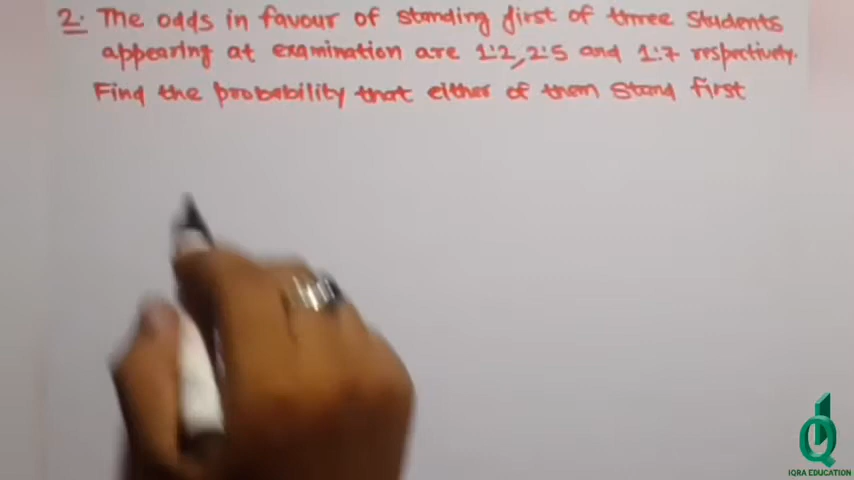 2. The odds in favour of standing first of three students
appearing at examination are 1:2, 2:5 and 1:7 respectively.
Find the probability that either of them stand first
IQRA EDUCATION